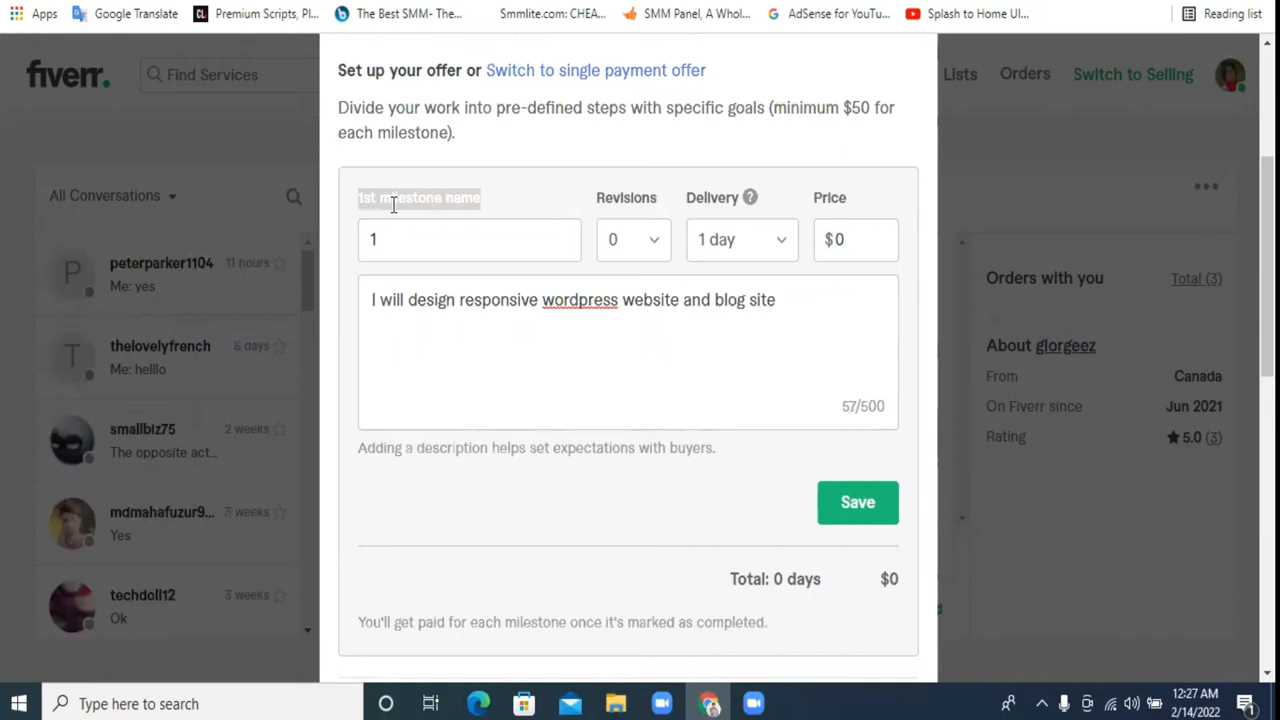 Apps
Google Translate
Premium Scripts, Pl...
The Best SMM- The...
Smmlite.com: CHEA...
SMM Panel, A Whol...
AdSense for YouTu...
Splash to Home UI...
Reading list
fiverr.
Find Services
Lists
Orders
Switch to Selling
Set up your offer or Switch to single payment offer
Divide your work into pre-defined steps with specific goals (minimum $50 for
each milestone).
All Conversations
1st milestone name
Revisions
Delivery ?
Price
1
0
1 day
$0
I will design responsive wordpress website and blog site
57/500
Adding a description helps set expectations with buyers.
Save
Total: 0 days
$0
You'll get paid for each milestone once it's marked as completed.
P
peterparker1104
11 hours
Me: yes
T
thelovelyfrench
6 days
Me: helllo
smallbiz75
2 weeks
The opposite act...
mdmahafuzur9...
3 weeks
Yes
techdoll12
3 weeks
Ok
Orders with you
Total (3)
About glorgeez
From
Canada
On Fiverr since
Jun 2021
Rating
5.0 (3)
Type here to search
12:27 AM
2/14/2022
1